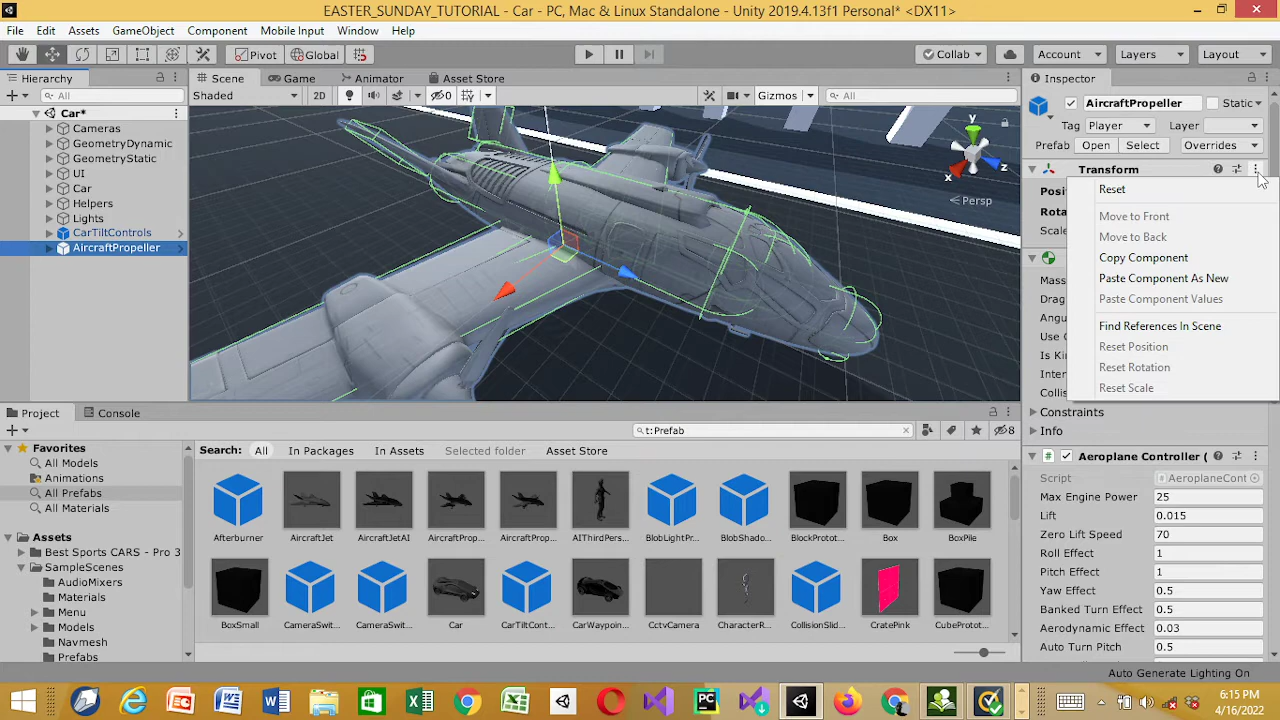 EASTER_SUNDAY_TUTORIAL - Car - PC, Mac & Linux Standalone - Unity 2019.4.13f1 Personal* <DX11>
File Edit Assets GameObject Component Mobile Input Window Help
Pivot Global Collab Account Layers Layout
Hierarchy Scene Game Animator Asset Store Inspector
All Shaded 2D 0 Gizmos All AircraftPropeller Static
Car* Tag Player Layer
Cameras Prefab Open Select Overrides
GeometryDynamic
GeometryStatic Transform
UI Posi Reset
Car Rota
Helpers Scale Move to Front
Lights Move to Back
CarTiltControls Copy Component
AircraftPropeller Paste Component As New
Mass Paste Component Values
Drag Find References In Scene
Angu Reset Position
Use G
Is Kin Reset Rotation
Inter Reset Scale
Collis
y x z
Persp
Constraints
Info
Project Console
t:Prefab 8
Favorites Search: All In Packages In Assets Selected folder Asset Store
All Models
Animations
All Prefabs
All Materials
Assets
Best Sports CARS - Pro 3
SampleScenes
AudioMixers
Materials
Menu
Models
Navmesh
Prefabs
Afterburner AircraftJet AircraftJetAI AircraftProp... AircraftProp... AIThirdPers... BlobLightPr... BlobShado... BlockProtot... Box BoxPile
BoxSmall CameraSwit... CameraSwit... Car CarTiltCont... CarWaypoin... CctvCamera CharacterR... CollisionSlid... CratePink CubePrototot...
Aeroplane Controller (
Script AeroplaneCont
Max Engine Power 25
Lift 0.015
Zero Lift Speed 70
Roll Effect 1
Pitch Effect 1
Yaw Effect 0.5
Banked Turn Effect 0.5
Aerodynamic Effect 0.03
Auto Turn Pitch 0.5
Auto Generate Lighting On
6:15 PM
4/16/2022